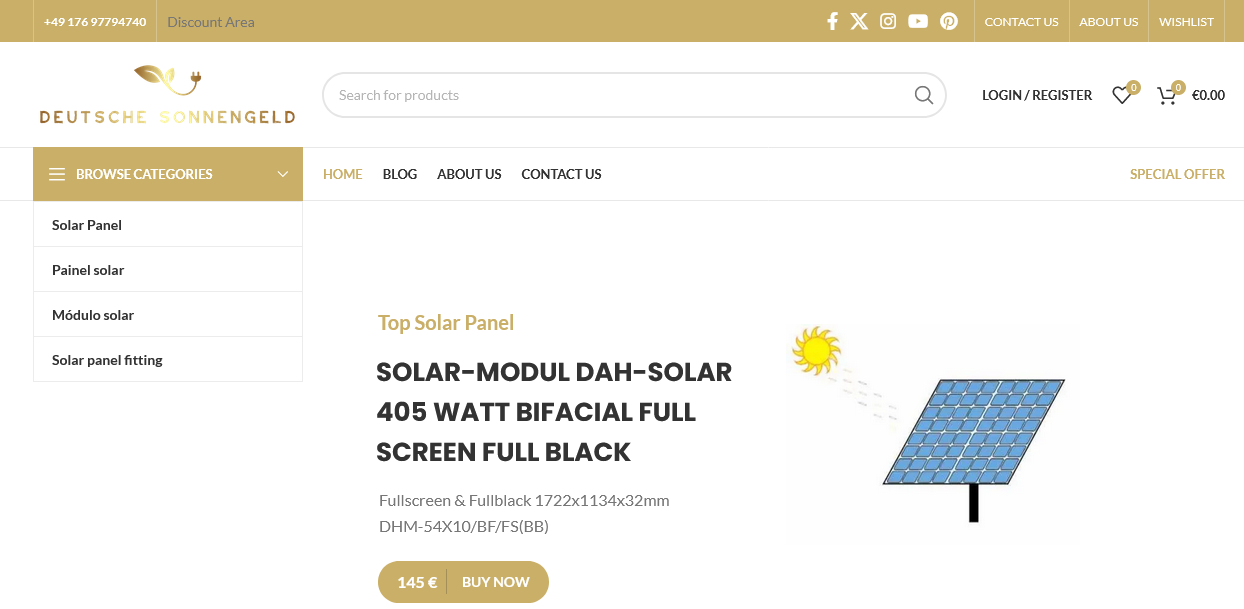 +49 176 97794740
Discount Area
CONTACT US
ABOUT US
WISHLIST
DEUTSCHE SONNENGELD
Search for products
LOGIN / REGISTER
0
0
€0.00
BROWSE CATEGORIES
HOME
BLOG
ABOUT US
CONTACT US
SPECIAL OFFER
Solar Panel
Painel solar
Módulo solar
Solar panel fitting
Top Solar Panel
SOLAR-MODUL DAH-SOLAR
405 WATT BIFACIAL FULL
SCREEN FULL BLACK
Fullscreen & Fullblack 1722x1134x32mm
DHM-54X10/BF/FS(BB)
145 €
BUY NOW